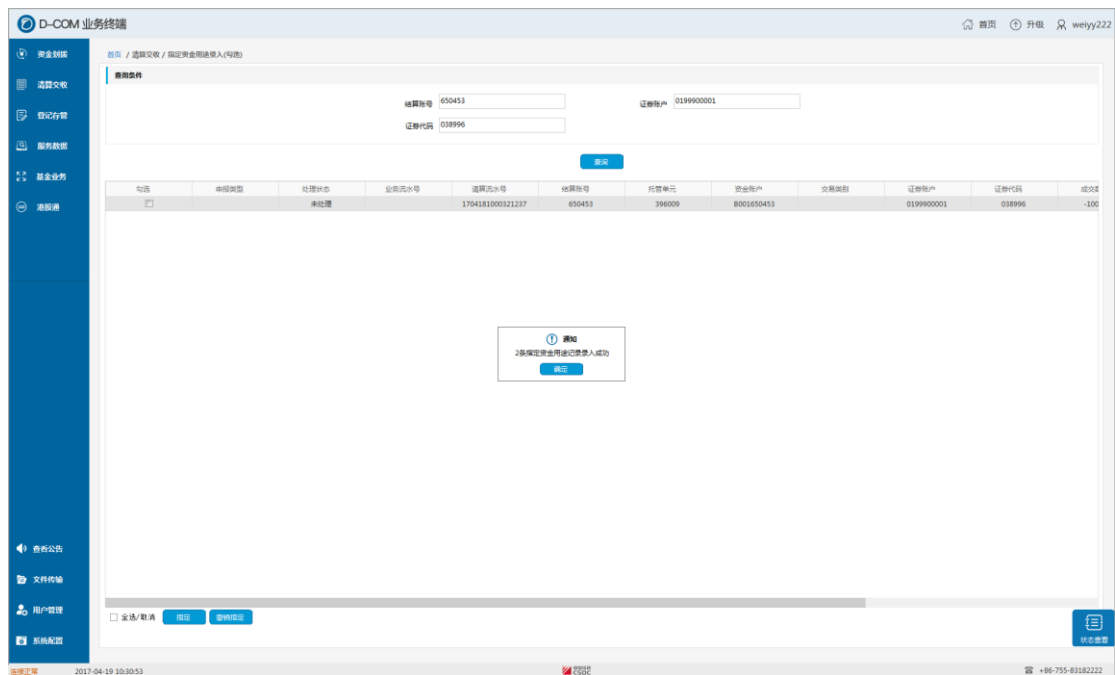 D-COM 业务终端
首页 升级 weiyy222
资金划拨
清算交收
登记存管
服务数据
基金业务
港股通
首页 / 清算交收 / 指定资金用途录入(勾选)
查询条件
结算账号 650453 证券账户 0199900001
证券代码 038996
查询
勾选 申报类型 处理状态 业务流水号 清算流水号 结算账号 托管单元 资金账户 交易类别 证券账户 证券代码 成交数
未处理 1704181000321237 650453 396009 B001650453 0199900001 038996 -100
通知
2条指定资金用途记录录入成功
确定
查看公告
文件传输
用户管理
系统配置
全选/取消 指定 撤销指定
状态查看
连接正常 2017-04-19 10:30:53 CSDC +86-755-83182222